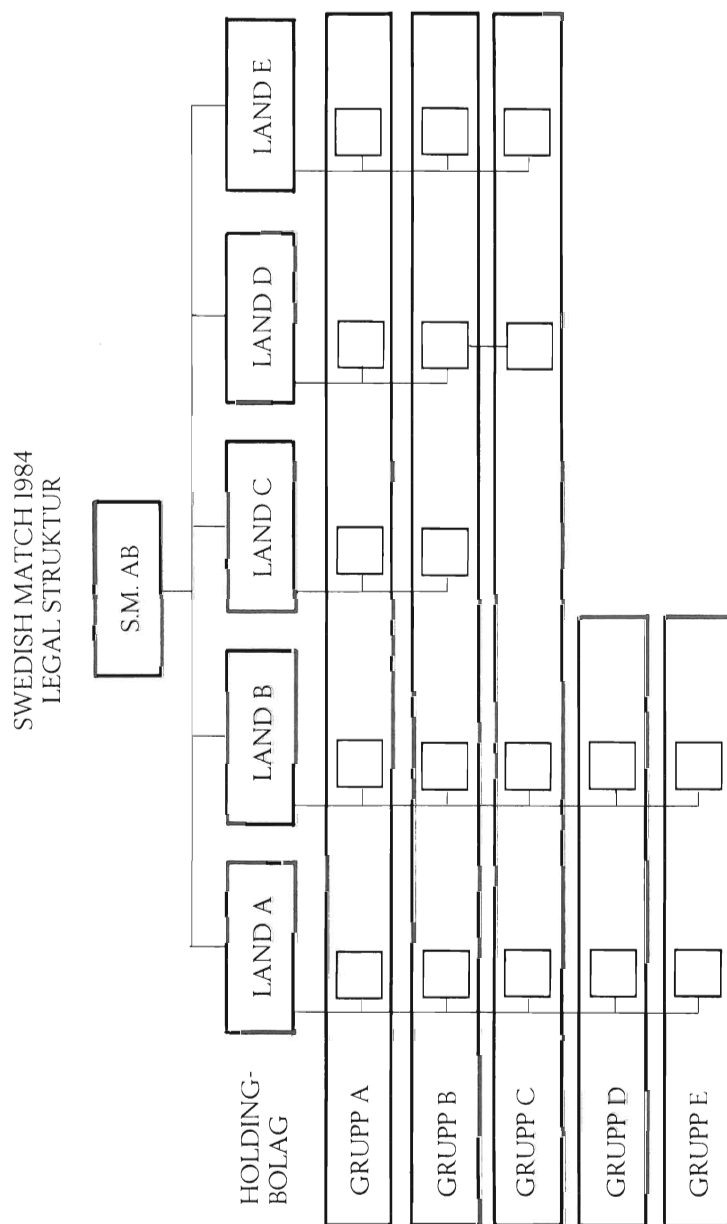 SWEDISH MATCH 1984
LEGAL STRUKTUR
S.M. AB
HOLDING-
BOLAG
LAND A
LAND B
LAND C
LAND D
LAND E
GRUPP A
GRUPP B
GRUPP C
GRUPP D
GRUPP E